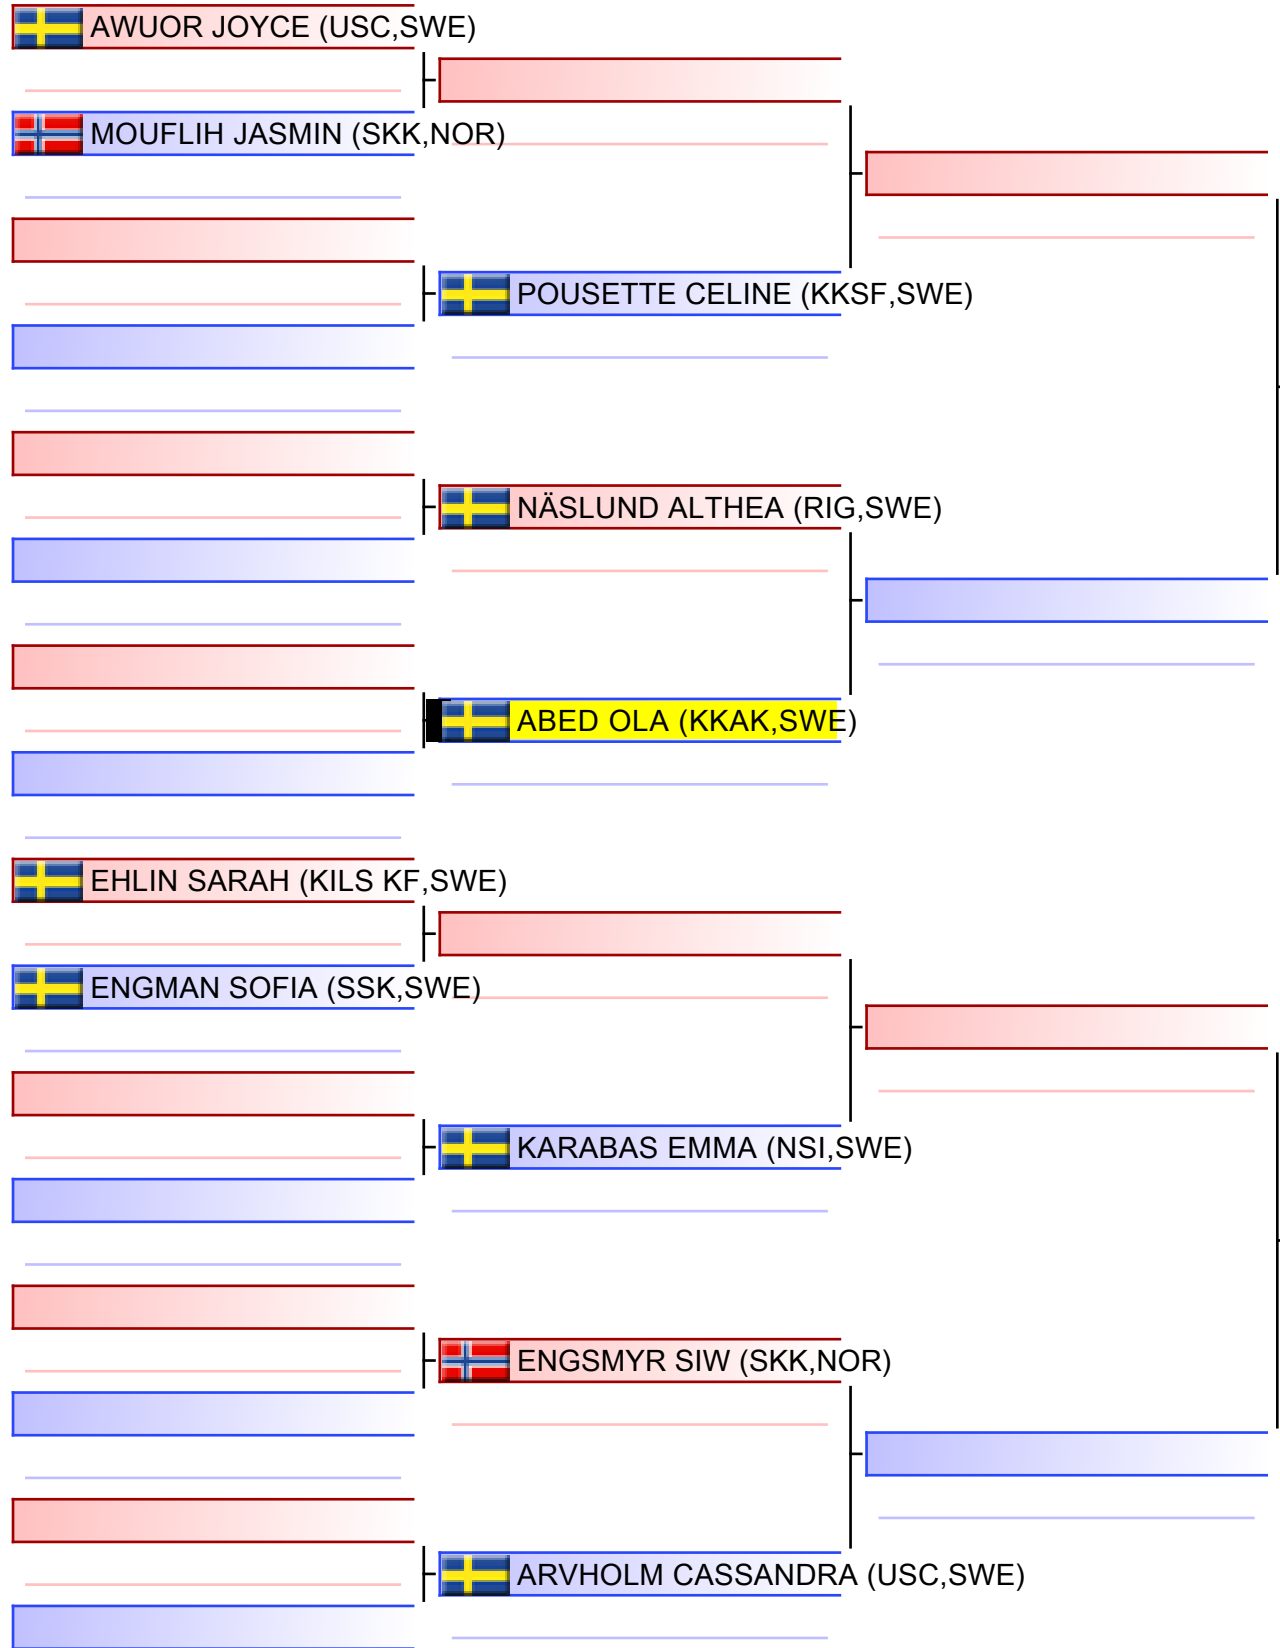 AWUOR JOYCE (USC,SWE)
MOUFLIH JASMIN (SKK,NOR)
POUSETTE CELINE (KKSF,SWE)
NÄSLUND ALTHEA (RIG,SWE)
ABED OLA (KKAK,SWE)
EHLIN SARAH (KILS KF,SWE)
ENGMAN SOFIA (SSK,SWE)
KARABAS EMMA (NSI,SWE)
ENGSMYR SIW (SKK,NOR)
ARVHOLM CASSANDRA (USC,SWE)